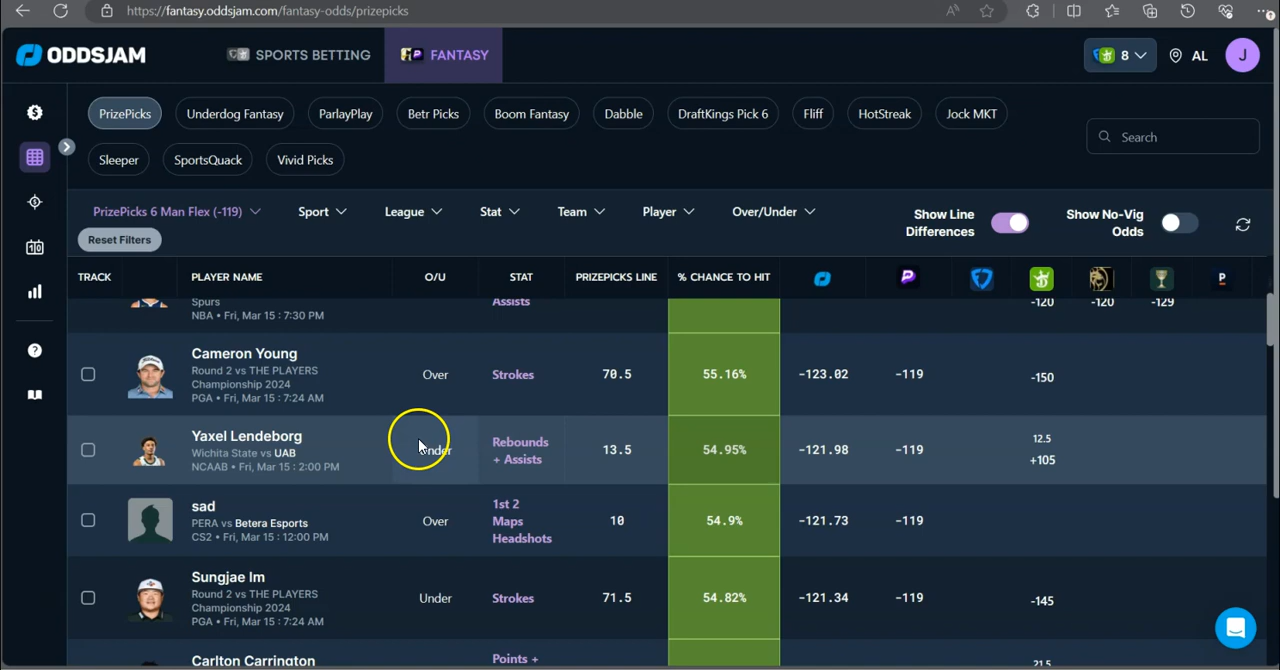 https://fantasy.oddsjam.com/fantasy-odds/prizepicks
ODDSJAM
SPORTS BETTING
FANTASY
8
AL
J
PrizePicks
Underdog Fantasy
ParlayPlay
Betr Picks
Boom Fantasy
Dabble
DraftKings Pick 6
Fliff
HotStreak
Jock MKT
Search
Sleeper
SportsQuack
Vivid Picks
PrizePicks 6 Man Flex (-119)
Sport
League
Stat
Team
Player
Over/Under
Show Line
Differences
Show No-Vig
Odds
Reset Filters
TRACK
PLAYER NAME
O/U
STAT
PRIZEPICKS LINE
% CHANCE TO HIT
Spurs
NBA • Fri, Mar 15 : 7:30 PM
Assists
-120
-120
-129
Cameron Young
Round 2 vs THE PLAYERS
Championship 2024
PGA • Fri, Mar 15 : 7:24 AM
Over
Strokes
70.5
55.16%
-123.02
-119
-150
Yaxel Lendeborg
Wichita State vs UAB
NCAAB • Fri, Mar 15 : 2:00 PM
Under
Rebounds
+ Assists
13.5
54.95%
-121.98
-119
12.5
+105
sad
PERA vs Betera Esports
CS2 • Fri, Mar 15 : 12:00 PM
Over
1st 2
Maps
Headshots
10
54.9%
-121.73
-119
Sungjae Im
Round 2 vs THE PLAYERS
Championship 2024
PGA • Fri, Mar 15 : 7:24 AM
Under
Strokes
71.5
54.82%
-121.34
-119
-145
Carlton Carrington
Points +
21.5